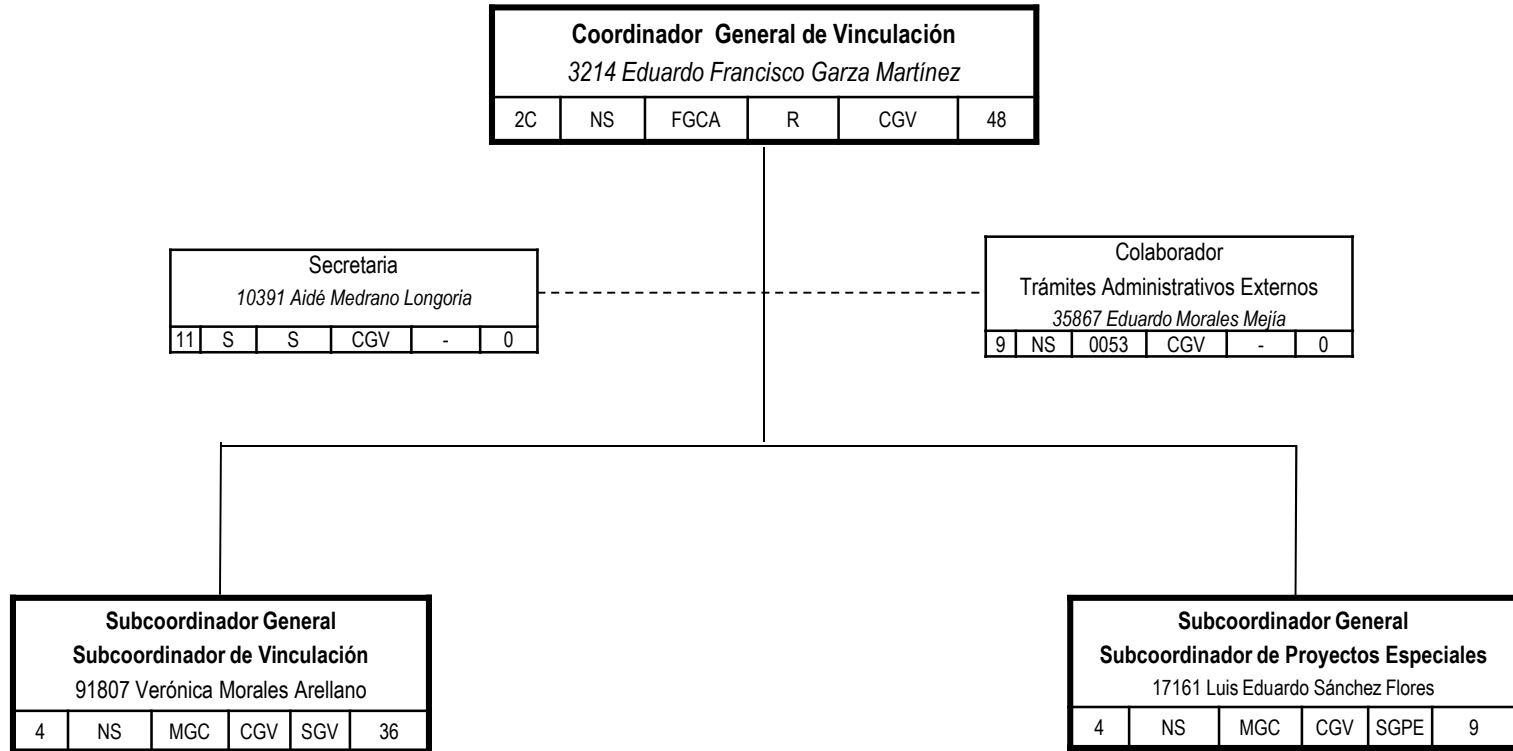 Coordinador General de Vinculación
3214 Eduardo Francisco Garza Martínez
2C NS FGCA R CGV 48
Secretaria
10391 Aidé Medrano Longoria
11 S S CGV - 0
Colaborador
Trámites Administrativos Externos
35867 Eduardo Morales Mejia
9 NS 0053 CGV - 0
Subcoordinador General
Subcoordinador de Vinculación
91807 Verónica Morales Arellano
4 NS MGC CGV SGV 36
Subcoordinador General
Subcoordinador de Proyectos Especiales
17161 Luis Eduardo Sánchez Flores
4 NS MGC CGV SGPE 9